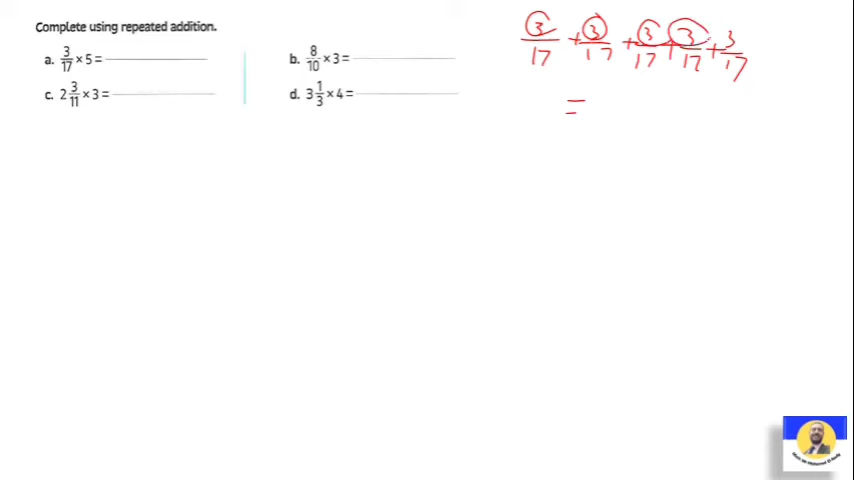 Complete using repeated addition.
a. 3/17 × 5 =
b. 8/10 × 3 =
c. 2 3/11 × 3 =
d. 3 1/3 × 4 =
3/17 + 3/17 + 3/17 + 3/17 + 3/17
=